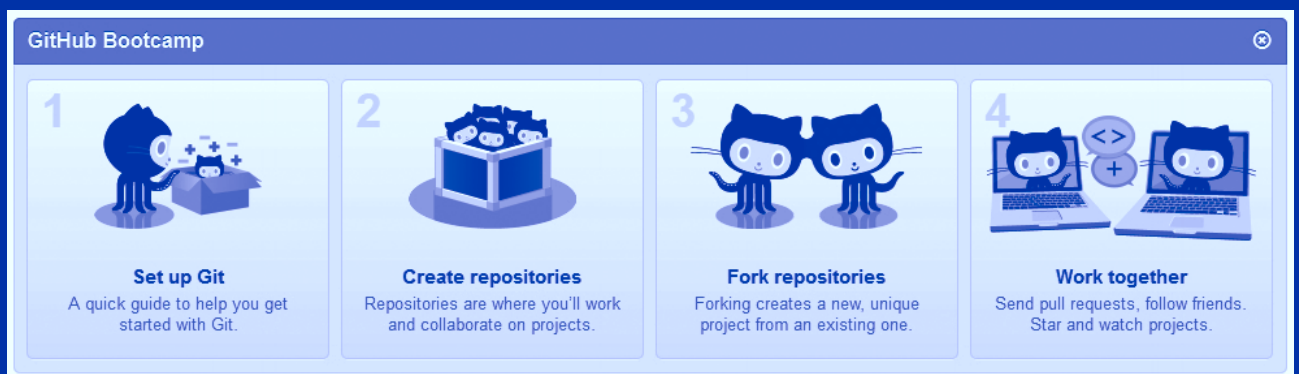 GitHub Bootcamp
1
2
3
4
<>
+
Set up Git
A quick guide to help you get
started with Git.
Create repositories
Repositories are where you'll work
and collaborate on projects.
Fork repositories
Forking creates a new, unique
project from an existing one.
Work together
Send pull requests, follow friends.
Star and watch projects.